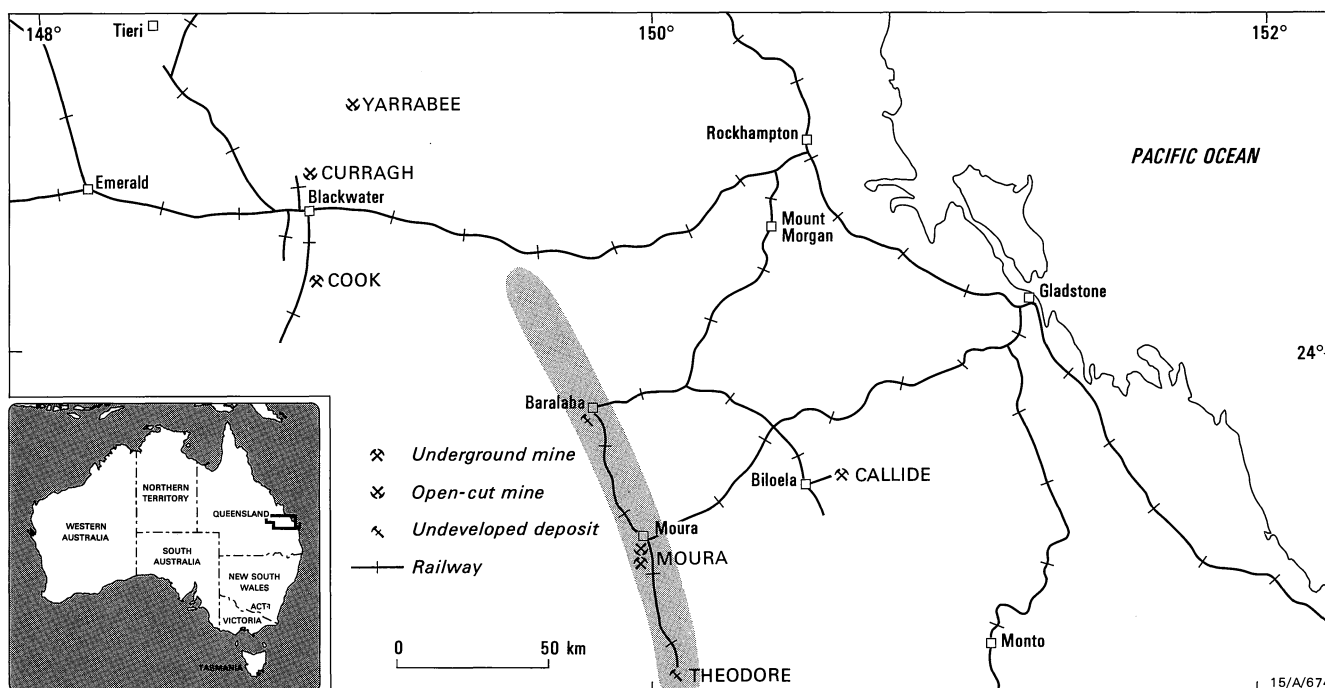 148°
150°
152°
Tieri
YARRABEE
Rockhampton
PACIFIC OCEAN
CURRAGH
Emerald
Blackwater
Mount
Morgan
COOK
Gladstone
24°
Baralaba
Underground mine
Open-cut mine
Undeveloped deposit
Railway
Biloela
CALLIDE
Moura
MOURA
0
50 km
Monto
THEODORE
NORTHERN
TERRITORY
QUEENSLAND
WESTERN
AUSTRALIA
SOUTH
AUSTRALIA
NEW SOUTH
WALES
ACT
VICTORIA
TASMANIA
15/A/674